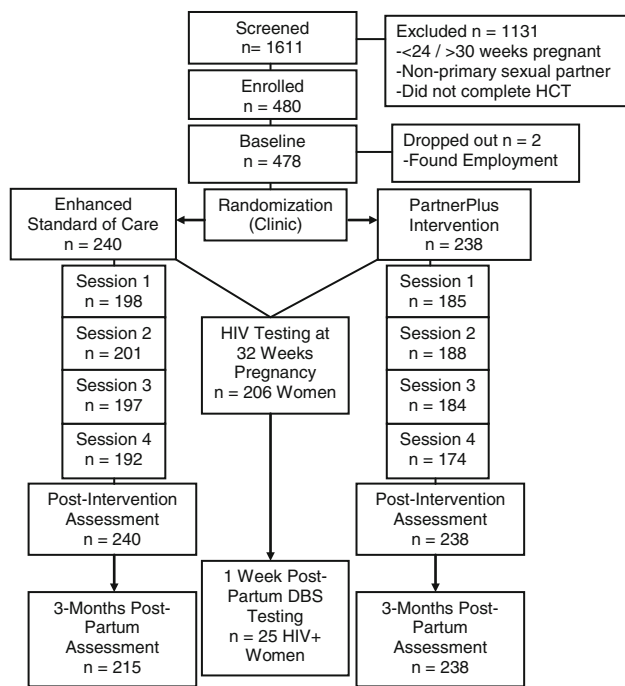 Screened
n= 1611
Excluded n = 1131
-<24 / >30 weeks pregnant
-Non-primary sexual partner
-Did not complete HCT
Enrolled
n = 480
Baseline
n = 478
Dropped out n = 2
-Found Employment
Enhanced
Standard of Care
n = 240
Randomization
(Clinic)
PartnerPlus
Intervention
n = 238
Session 1
n = 198
Session 2
n = 201
Session 3
n = 197
Session 4
n = 192
HIV Testing at
32 Weeks
Pregnancy
n = 206 Women
Session 1
n = 185
Session 2
n = 188
Session 3
n = 184
Session 4
n = 174
Post-Intervention
Assessment
n = 240
Post-Intervention
Assessment
n = 238
3-Months Post-
Partum
Assessment
n = 215
1 Week Post-
Partum DBS
Testing
n = 25 HIV+
Women
3-Months Post-
Partum
Assessment
n = 238